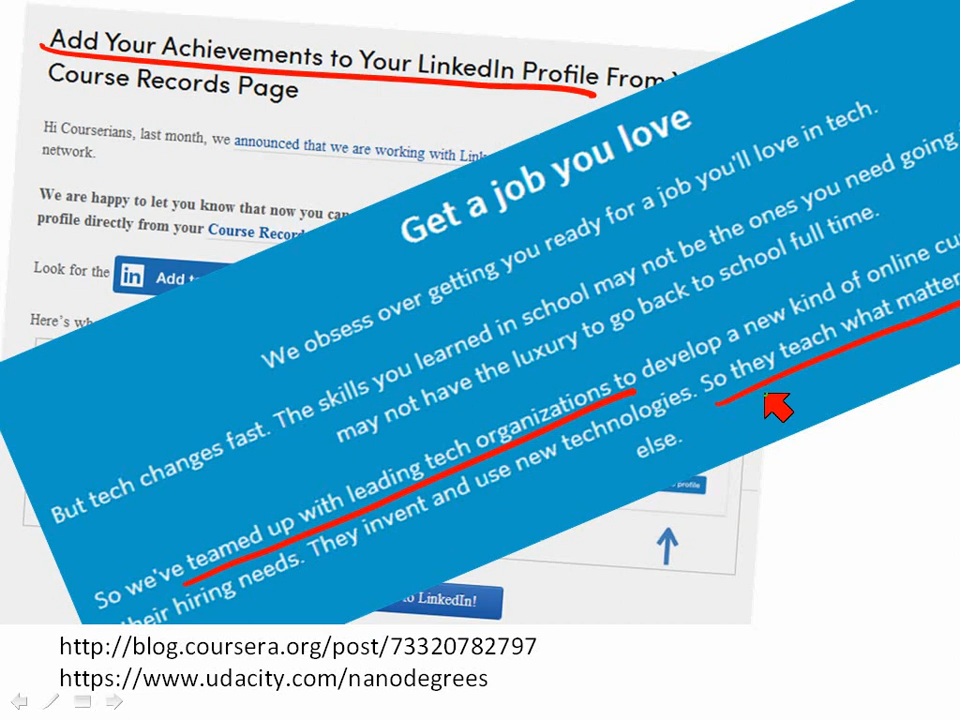 Add Your Achievements to Your LinkedIn Profile From
Course Records Page
Hi Courserians, last month, we announced that we are working with
network.
We are happy to let you know that now you can
profile directly from your Course
Look for the in Add
Here's
Get a job you love
We obsess over getting you ready for a job you'll love in tech.
But tech changes fast. The skills you learned in school may not be the ones you need going
may not have the luxury to go back to school full time.
So we've teamed up with leading tech organizations to develop a new kind of online
their hiring needs. They invent and use new technologies. So they teach what
else.
profile
to LinkedIn!
http://blog.coursera.org/post/73320782797
https://www.udacity.com/nanodegrees